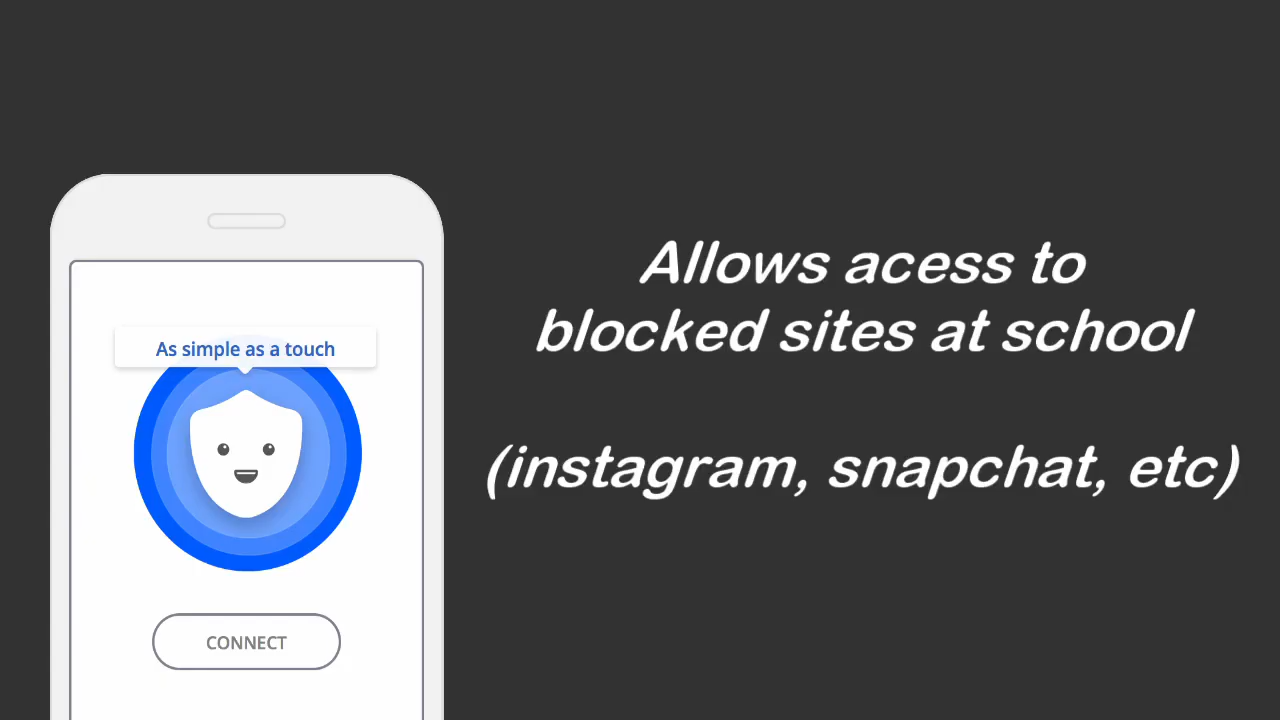 Allows acess to
blocked sites at school
(instagram, snapchat, etc)
As simple as a touch
CONNECT